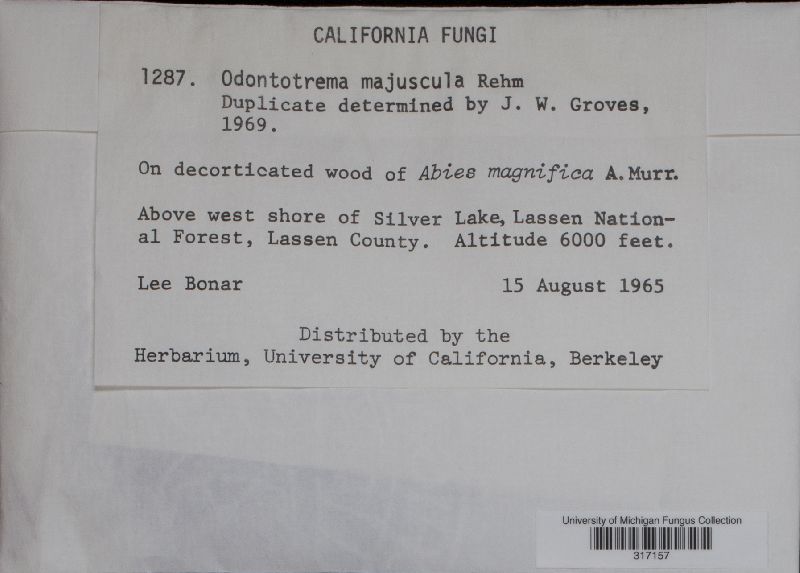 CALIFORNIA FUNGI
1287. Odontotrema majuscula Rehm
Duplicate determined by J. W. Groves,
1969.
On decorticated wood of Abies magnifica A.Murr.
Above west shore of Silver Lake, Lassen Nation-
al Forest, Lassen County. Altitude 6000 feet.
Lee Bonar 15 August 1965
Distributed by the
Herbarium, University of California, Berkeley
University of Michigan Fungus Collection
317157